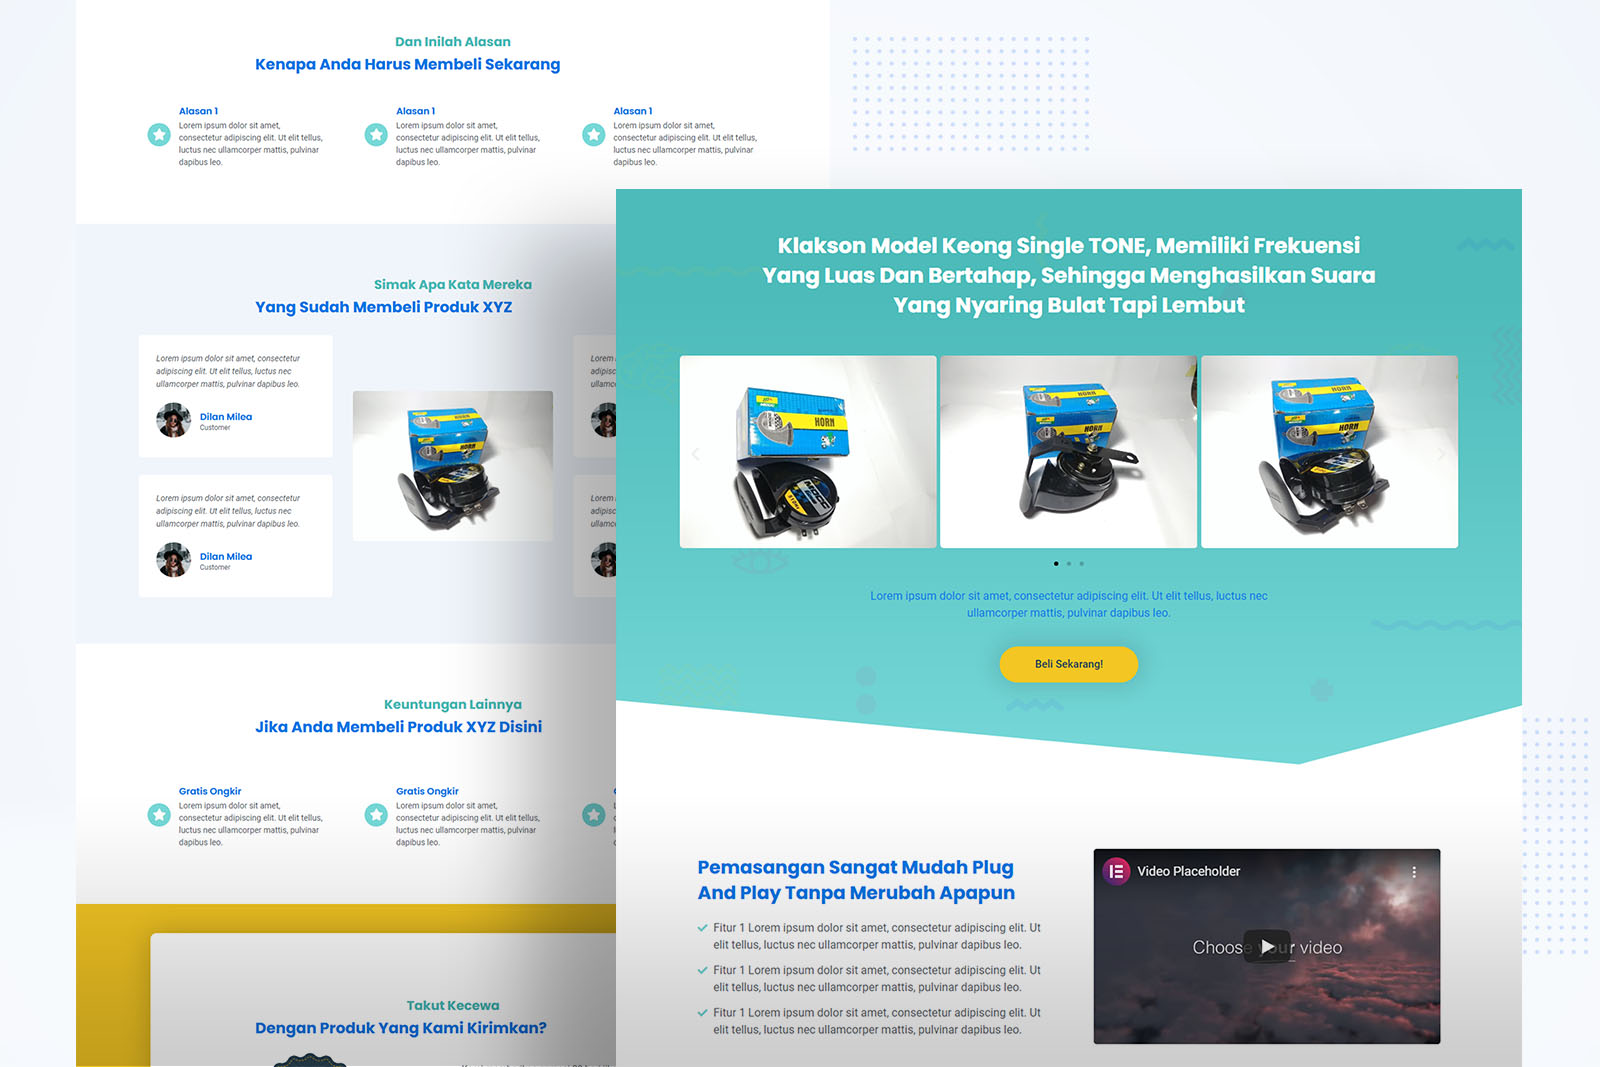 Dan Inilah Alasan
Kenapa Anda Harus Membeli Sekarang
Alasan 1
Lorem ipsum dolor sit amet,
consectetur adipiscing elit. Ut elit tellus,
luctus nec ullamcorper mattis, pulvinar
dapibus leo.
Alasan 1
Lorem ipsum dolor sit amet,
consectetur adipiscing elit. Ut elit tellus,
luctus nec ullamcorper mattis, pulvinar
dapibus leo.
Alasan 1
Lorem ipsum dolor sit amet,
consectetur adipiscing elit. Ut elit tellus,
luctus nec ullamcorper mattis, pulvinar
dapibus leo.
Simak Apa Kata Mereka
Yang Sudah Membeli Produk XYZ
Lorem ipsum dolor sit amet, consectetur
adipiscing elit. Ut elit tellus, luctus nec
ullamcorper mattis, pulvinar dapibus leo.
Dilan Milea
Customer
Lorem ipsum dolor sit amet, consectetur
adipiscing elit. Ut elit tellus, luctus nec
ullamcorper mattis, pulvinar dapibus leo.
Dilan Milea
Customer
HORN
HORN
Lorem
adipisc
ullamc
Lorem
adipisc
ullamc
Keuntungan Lainnya
Jika Anda Membeli Produk XYZ Disini
Gratis Ongkir
Lorem ipsum dolor sit amet,
consectetur adipiscing elit. Ut elit tellus,
luctus nec ullamcorper mattis, pulvinar
dapibus leo.
Gratis Ongkir
Lorem ipsum dolor sit amet,
consectetur adipiscing elit. Ut elit tellus,
luctus nec ullamcorper mattis, pulvinar
dapibus leo.
Takut Kecewa
Dengan Produk Yang Kami Kirimkan?
Klakson Model Keong Single TONE, Memiliki Frekuensi
Yang Luas Dan Bertahap, Sehingga Menghasilkan Suara
Yang Nyaring Bulat Tapi Lembut
HORN
HORN
HORN
HORN
HORN
Lorem ipsum dolor sit amet, consectetur adipiscing elit. Ut elit tellus, luctus nec
ullamcorper mattis, pulvinar dapibus leo.
Beli Sekarang!
Pemasangan Sangat Mudah Plug
And Play Tanpa Merubah Apapun
Fitur 1 Lorem ipsum dolor sit amet, consectetur adipiscing elit. Ut
elit tellus, luctus nec ullamcorper mattis, pulvinar dapibus leo.
Fitur 1 Lorem ipsum dolor sit amet, consectetur adipiscing elit. Ut
elit tellus, luctus nec ullamcorper mattis, pulvinar dapibus leo.
Fitur 1 Lorem ipsum dolor sit amet, consectetur adipiscing elit. Ut
elit tellus, luctus nec ullamcorper mattis, pulvinar dapibus leo.
Video Placeholder
Choose your video